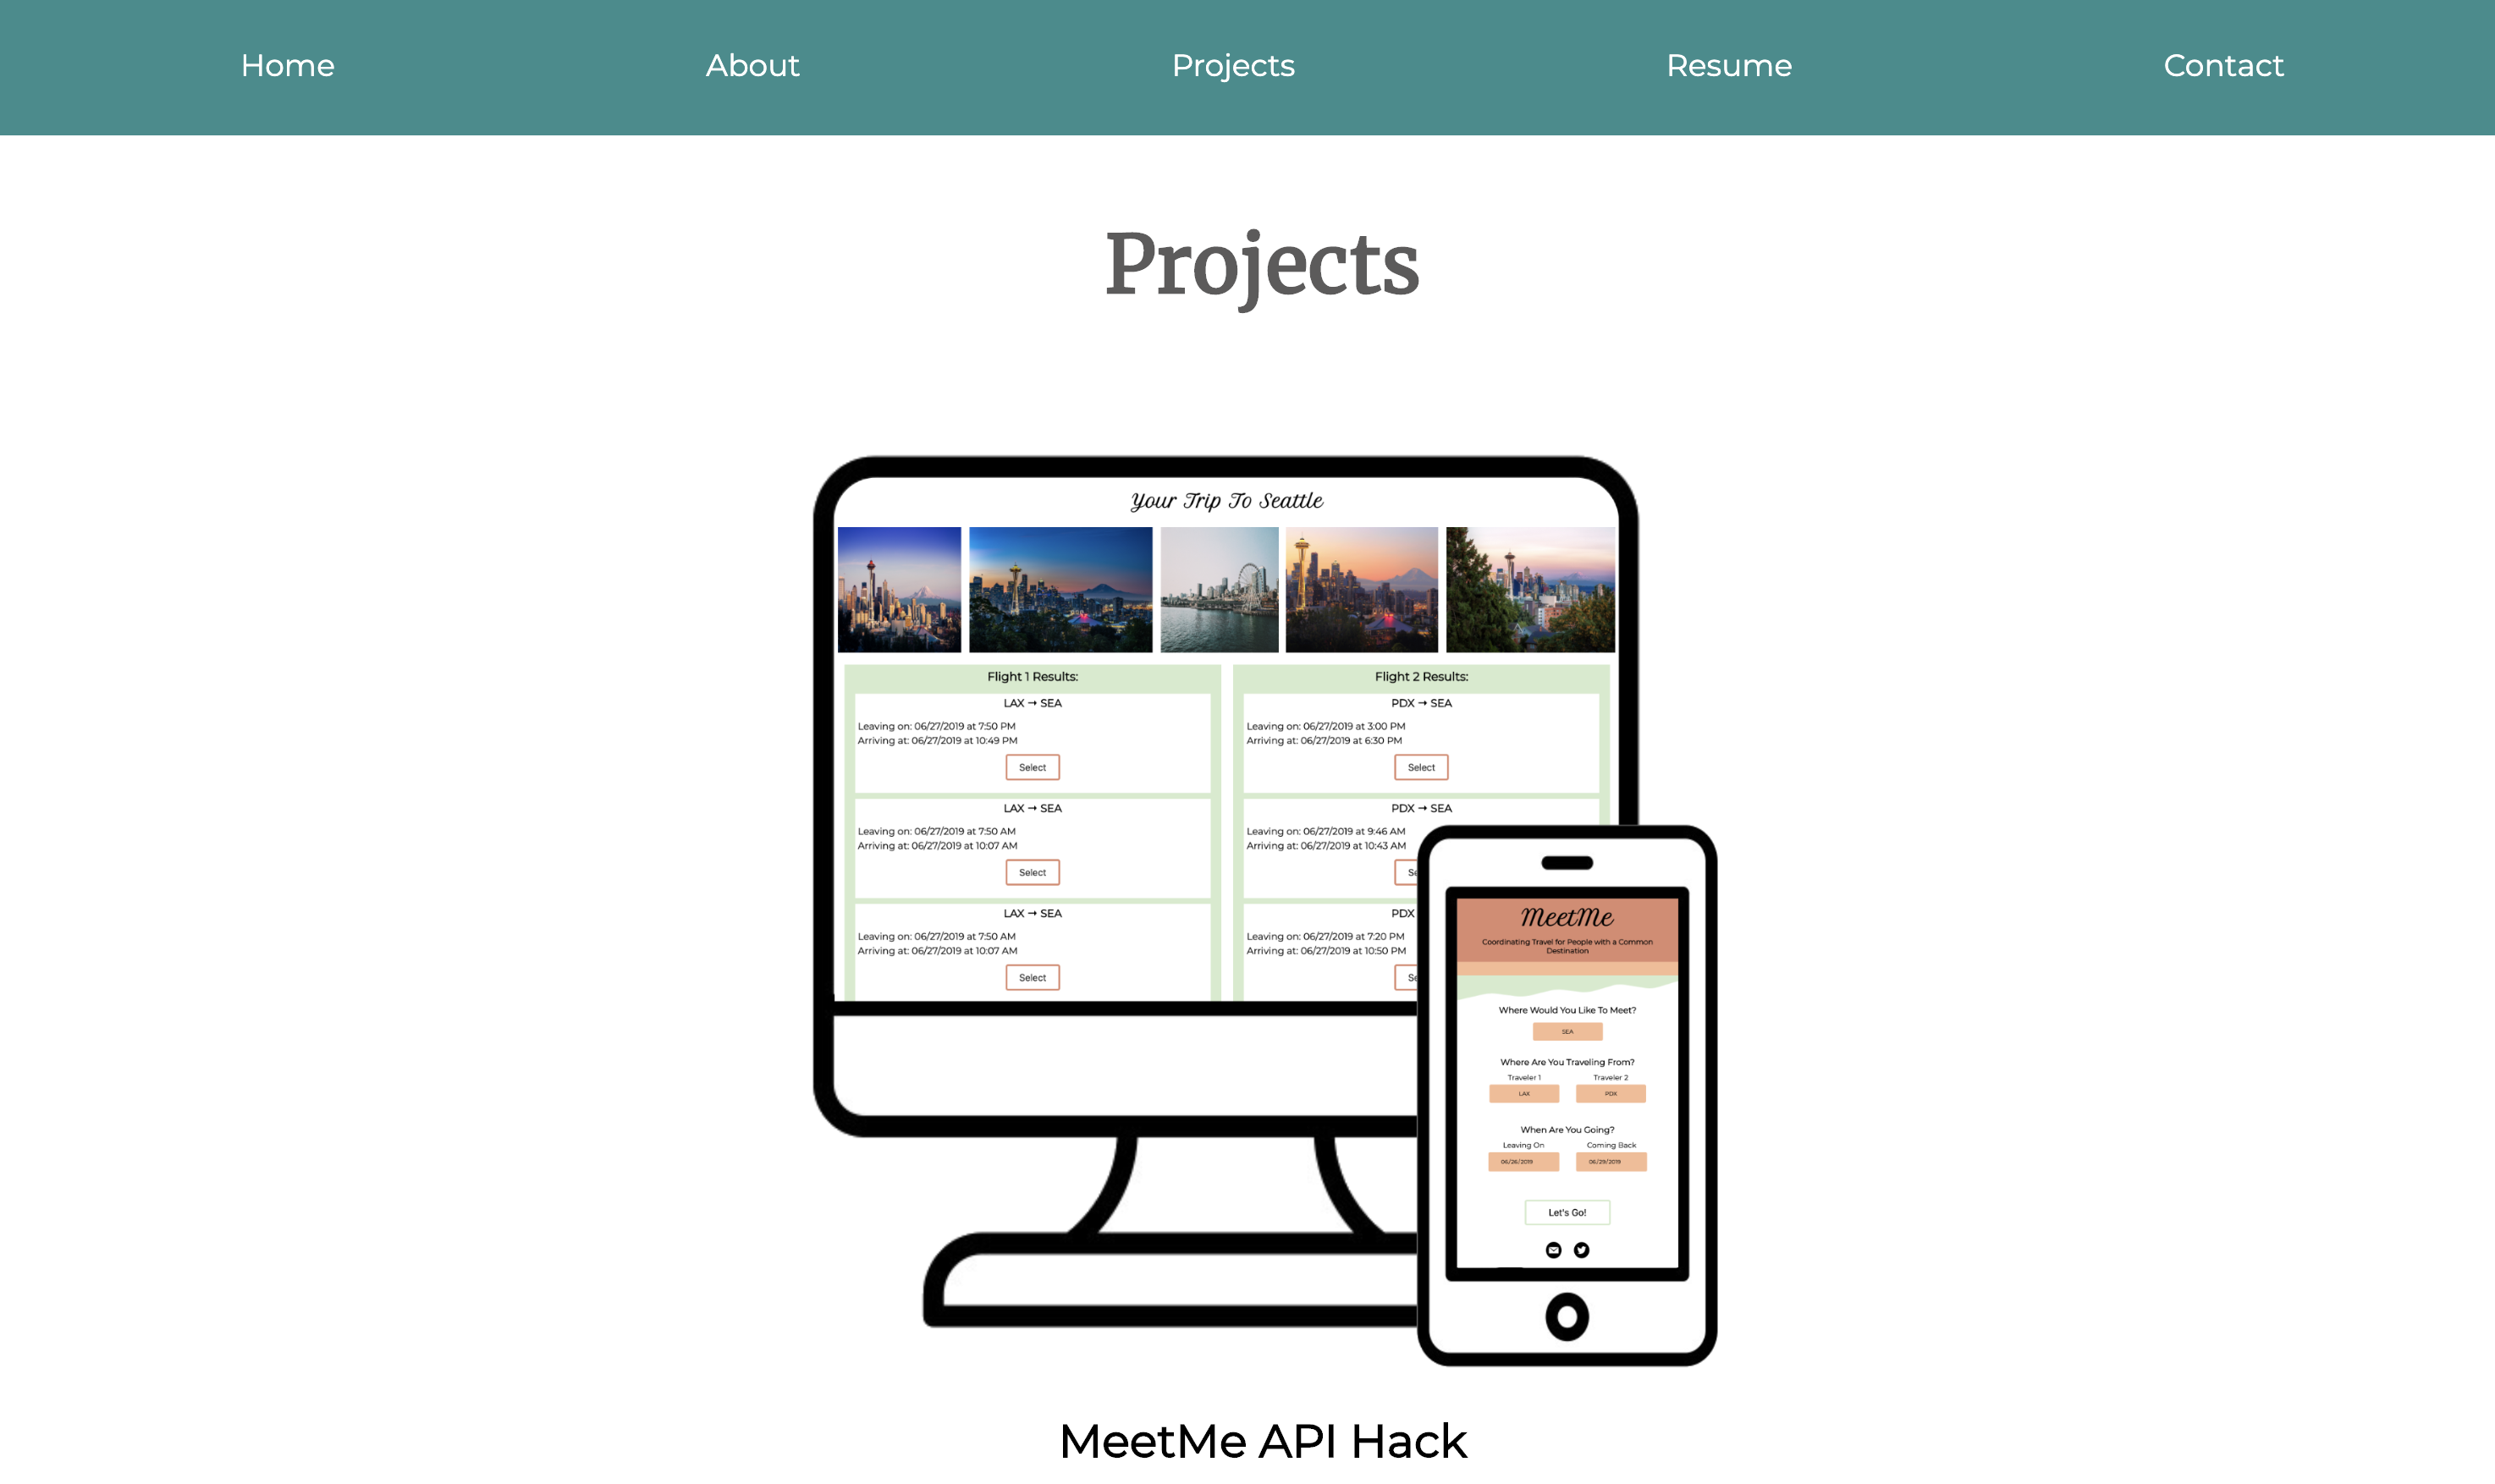 Home About Projects Resume Contact
Projects
Your Trip To Seattle
Flight 1 Results:
LAX → SEA
Leaving on: 06/27/2019 at 7:50 PM
Arriving at: 06/27/2019 at 10:49 PM
Select
LAX → SEA
Leaving on: 06/27/2019 at 7:50 AM
Arriving at: 06/27/2019 at 10:07 AM
Select
LAX → SEA
Leaving on: 06/27/2019 at 7:50 AM
Arriving at: 06/27/2019 at 10:07 AM
Select
Flight 2 Results:
PDX → SEA
Leaving on: 06/27/2019 at 3:00 PM
Arriving at: 06/27/2019 at 6:30 PM
Select
PDX → SEA
Leaving on: 06/27/2019 at 9:46 AM
Arriving at: 06/27/2019 at 10:43 AM
Se
PDX
Leaving on: 06/27/2019 at 7:20 PM
Arriving at: 06/27/2019 at 10:50 PM
Se
MeetMe
Coordinating Travel for People with a Common
Destination
Where Would You Like To Meet?
SEA
Where Are You Traveling From?
Traveler 1 Traveler 2
LAX PDX
When Are You Going?
Leaving On Coming Back
06/26/2019 06/29/2019
Let's Go!
MeetMe API Hack